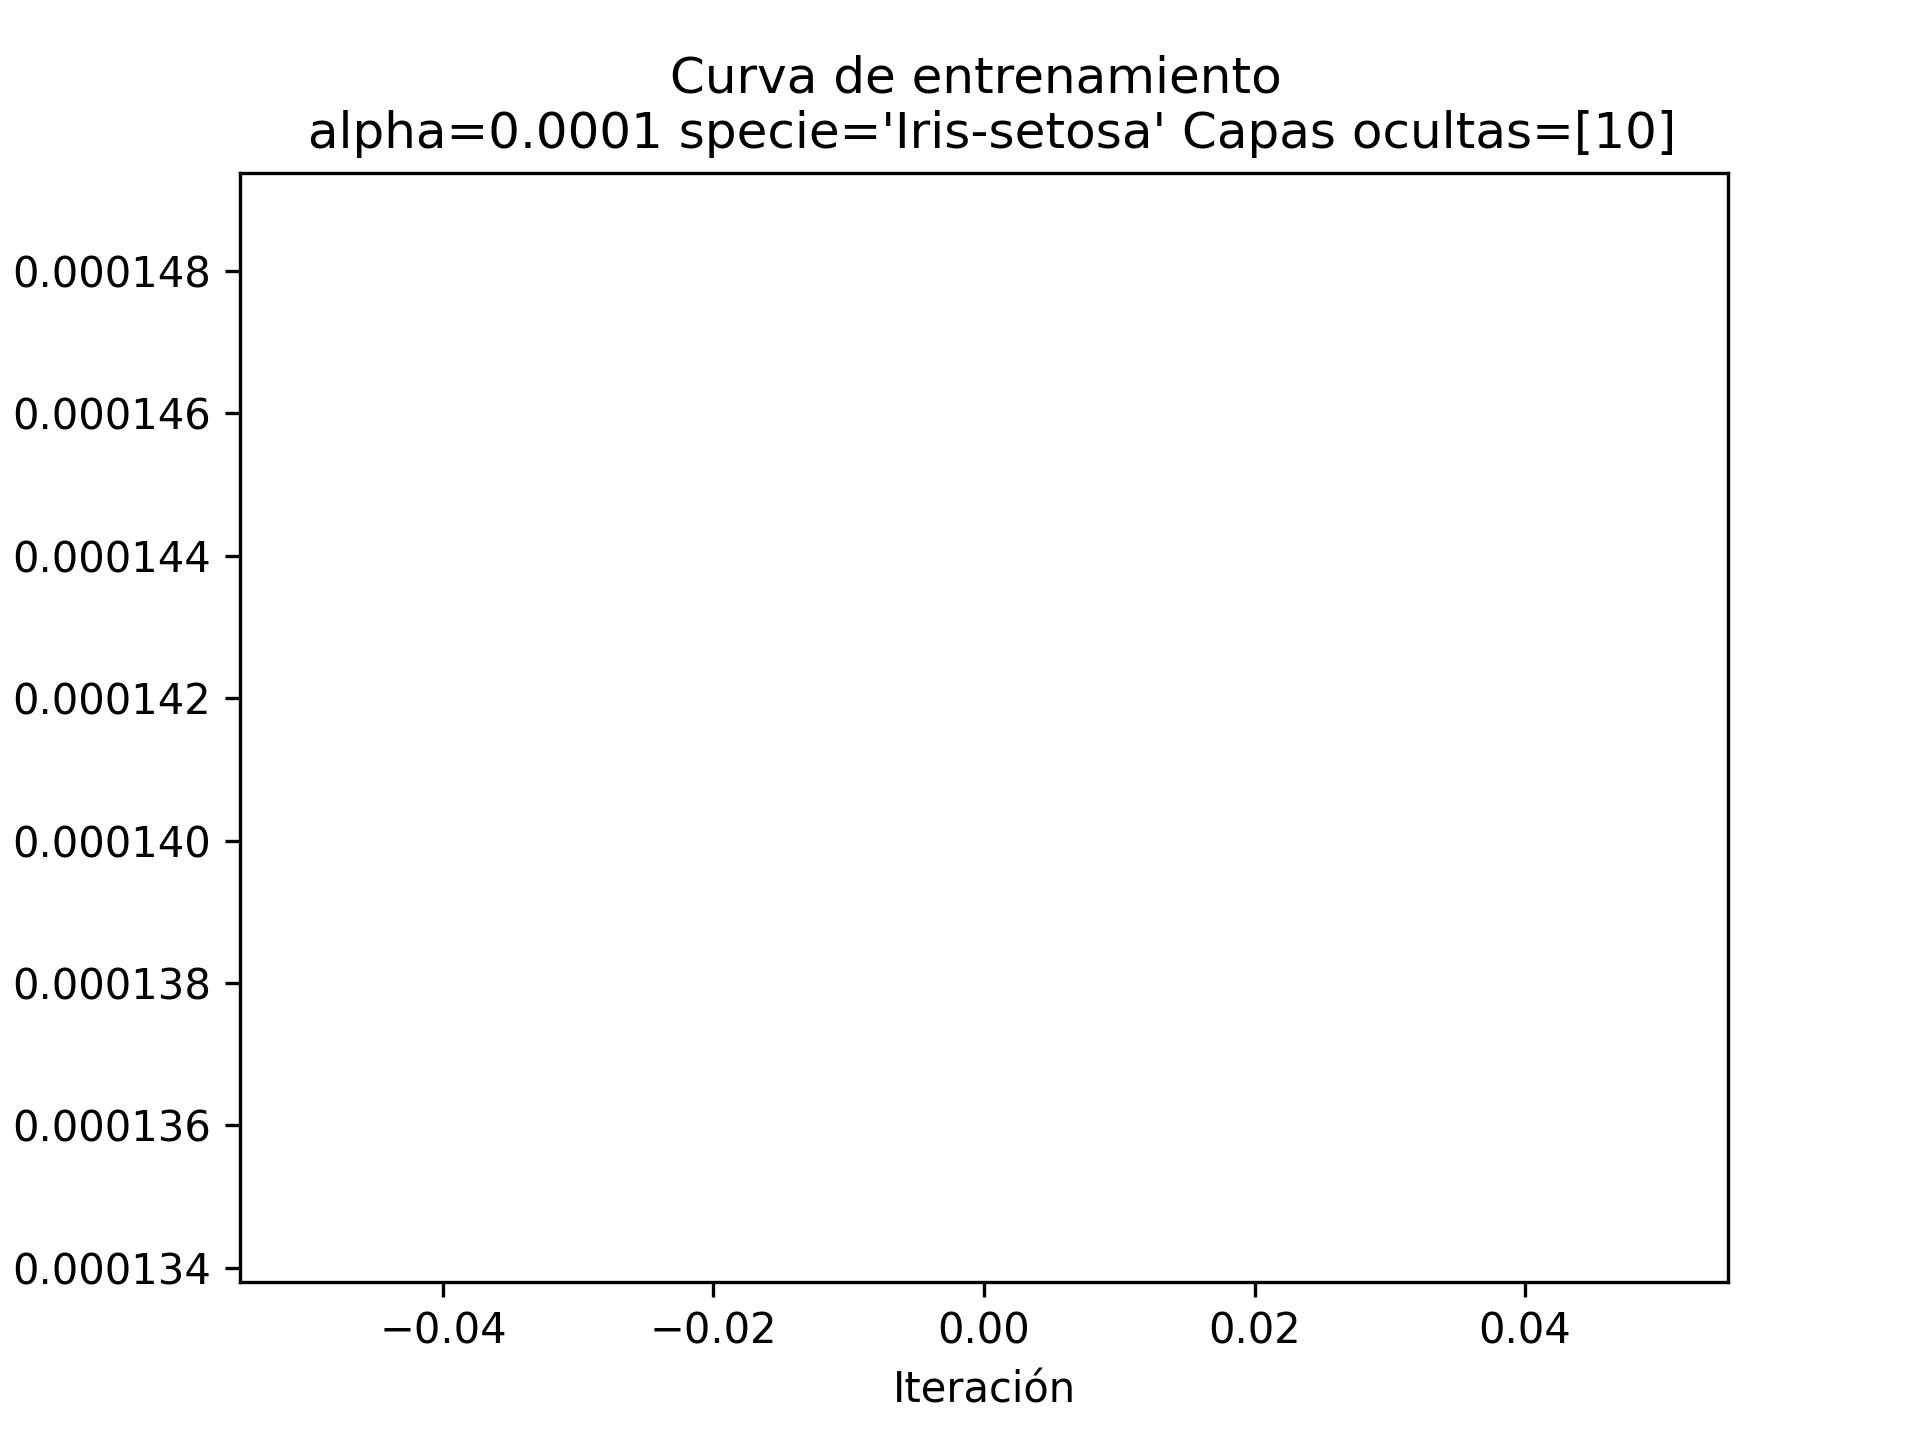 Curva de entrenamiento
alpha=0.0001 specie='Iris-setosa' Capas ocultas=[10]
0.000148
0.000146
0.000144
0.000142
0.000140
0.000138
0.000136
0.000134
−0.04 −0.02 0.00 0.02 0.04
Iteración